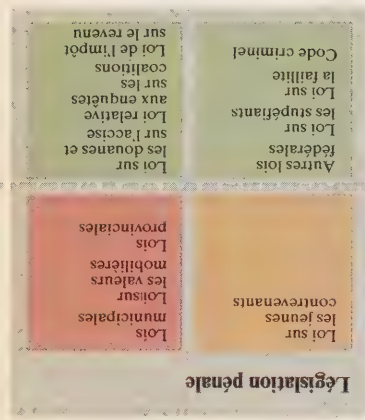 Législation pénale
Loi sur
les jeunes
contrevenants
Lois
municipales
Loisur
les valeurs
mobilières
Lois
provinciales
Autres lois
fédérales
Loi sur
les stupéfiants
Loi sur
la faillite
Code criminel
Loi sur
les douanes et
sur l'accise
Loi relative
aux enquêtes
sur les
coalitions
Loi de l'impôt
sur le revenu